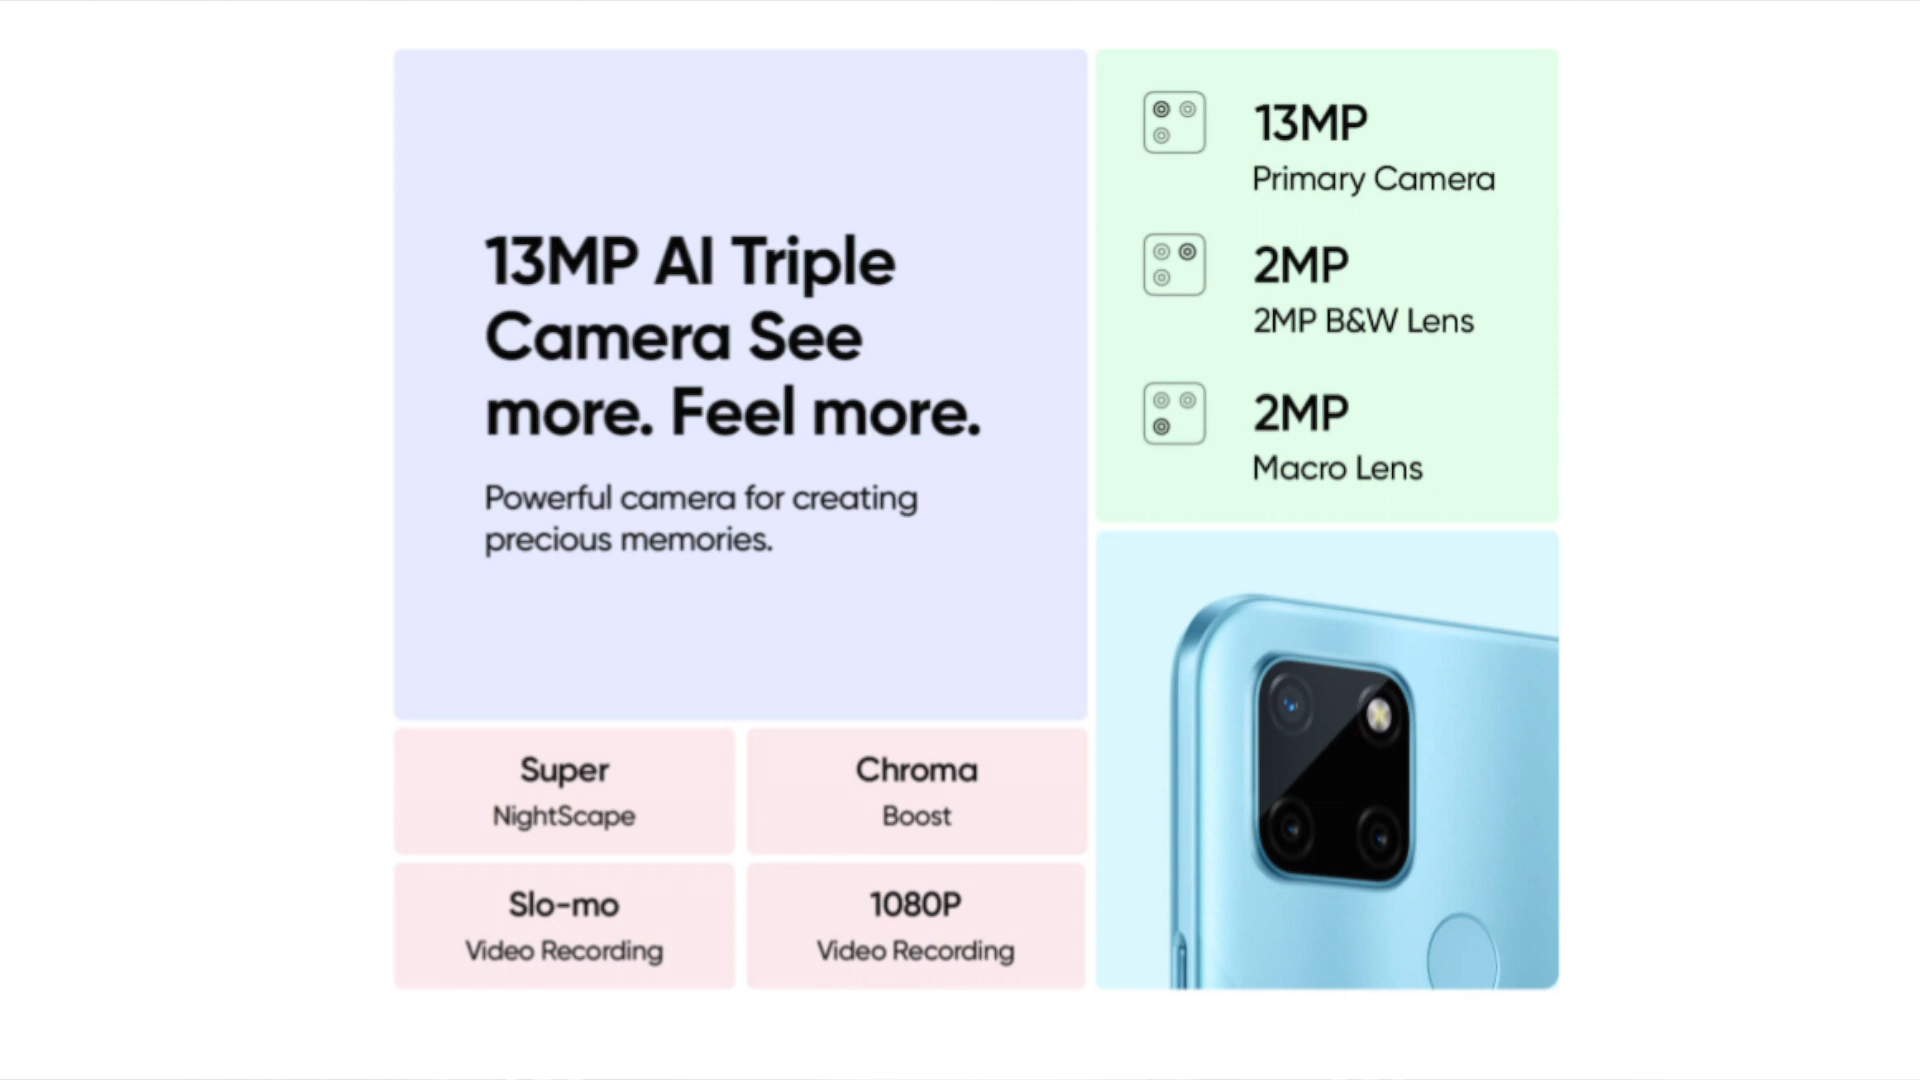 13MP AI Triple
Camera See
more. Feel more.
Powerful camera for creating
precious memories.
13MP
Primary Camera
2MP
2MP B&W Lens
2MP
Macro Lens
Super
NightScape
Chroma
Boost
Slo-mo
Video Recording
1080P
Video Recording